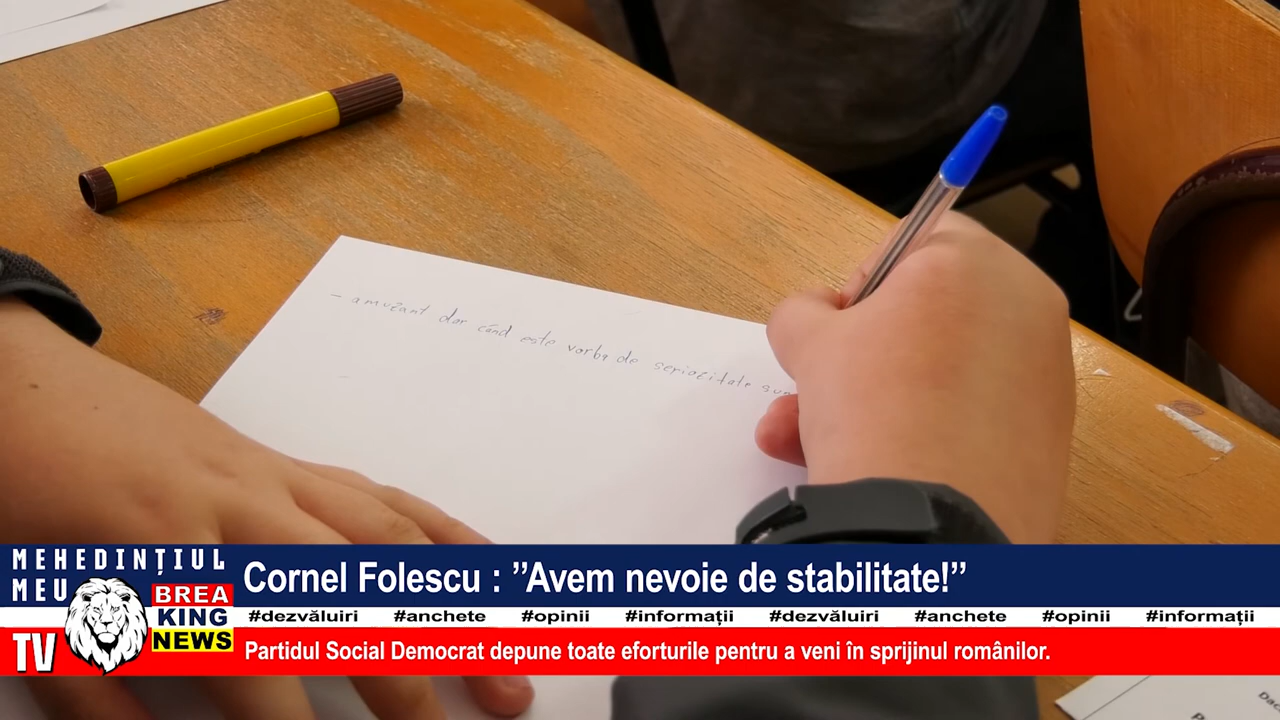 - amuzant dar când este vorba de seriozitate
MEHEDINȚIUL
MEU
TV
BREA
KING
NEWS
Cornel Folescu : ”Avem nevoie de stabilitate!”
#dezvăluiri #anchete #opinii #informații #dezvăluiri #anchete #opinii #informații
Partidul Social Democrat depune toate eforturile pentru a veni în sprijinul românilor.